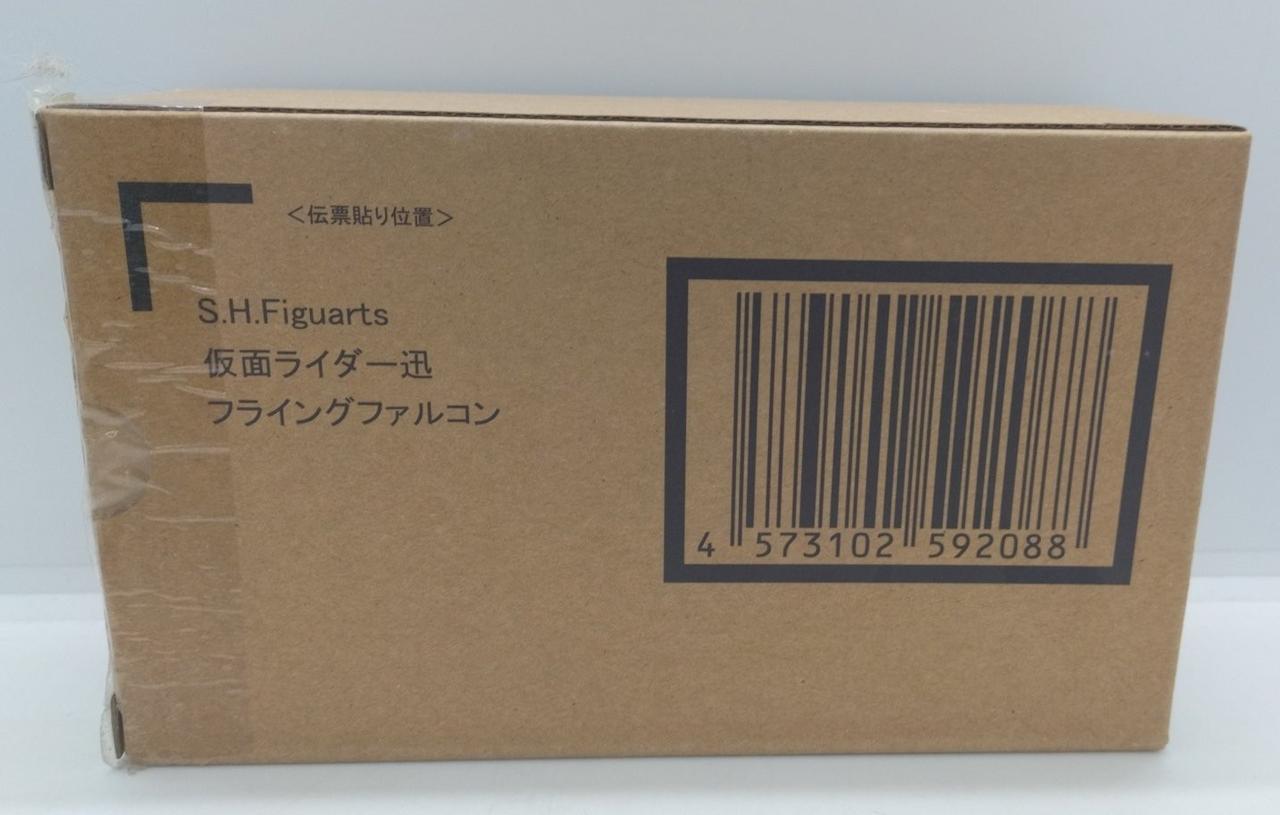 ＜伝票貼り位置＞
S.H.Figuarts
仮面ライダー迅
フライングファルコン
4 573102 592088